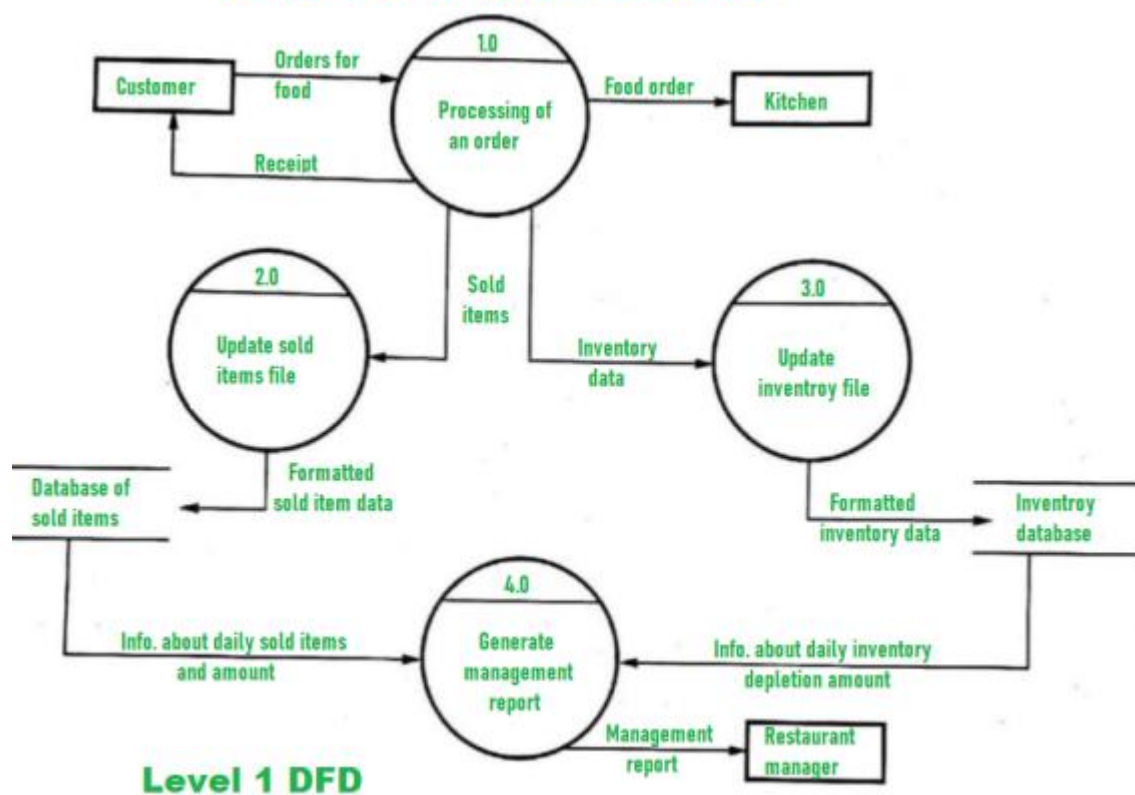 1.0
Orders for
food
Customer
Food order
Kitchen
Processing of
an order
Receipt
2.0
Sold
items
3.0
Update sold
items file
Inventory
data
Update
inventroy file
Formatted
sold item data
Database of
sold items
Formatted
inventory data
Inventroy
database
4.0
Info. about daily sold items
and amount
Generate
management
report
Info. about daily inventory
depletion amount
Management
report
Restaurant
manager
Level 1 DFD